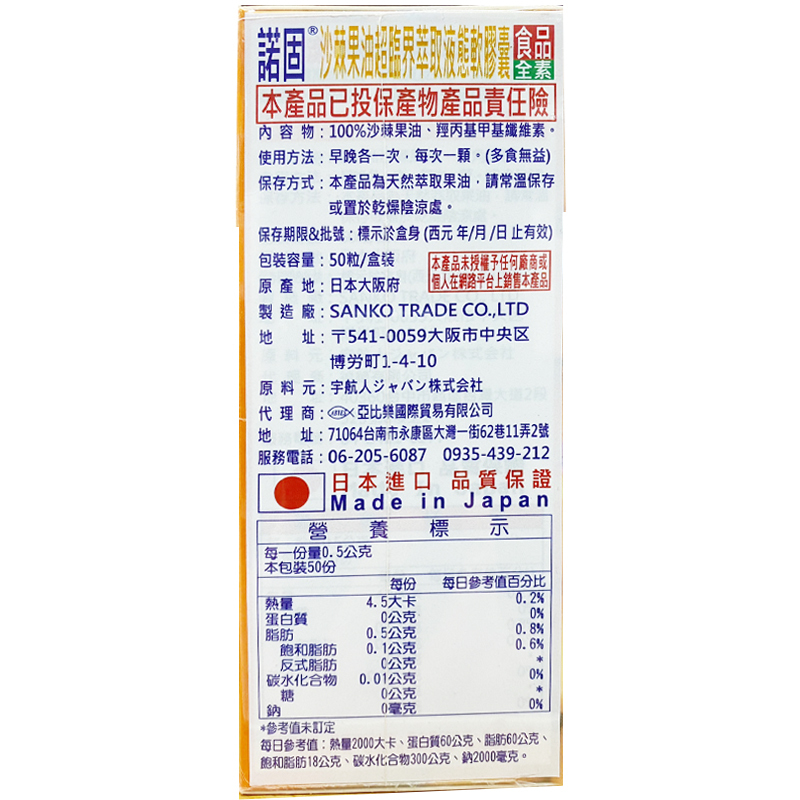 諾固® 沙棘果油超臨界萃取液態軟膠囊 食品 全素
本產品已投保產物產品責任險
內容物：100%沙棘果油、羥丙基甲基纖維素。
使用方法：早晚各一次，每次一顆。(多食無益)
保存方式：本產品為天然萃取果油，請常溫保存
或置於乾燥陰涼處。
保存期限&批號：標示於盒身 (西元 年/月 /日 止有效)
包裝容量：50粒/盒裝
本產品未授權予任何廠商或
個人在網路平台上銷售本產品
原產地：日本大阪府
製造廠：SANKO TRADE CO.,LTD
地址：〒541-0059大阪市中央区
博労町1-4-10
原料元：宇航人ジャパン株式会社
代理商：亞比樂國際貿易有限公司
地址：71064台南市永康區大灣一街62巷11弄2號
服務電話：06-205-6087 0935-439-212
日本進口 品質保證
Made in Japan
營養標示
每一份量0.5公克
本包裝50份
每份 每日參考值百分比
熱量 4.5大卡 0.2%
蛋白質 0公克 0%
脂肪 0.5公克 0.8%
飽和脂肪 0.1公克 0.6%
反式脂肪 0公克 *
碳水化合物 0.01公克 0%
糖 0公克 *
鈉 0毫克 0%
*參考值未訂定
每日參考值：熱量2000大卡、蛋白質60公克、脂肪60公克、
飽和脂肪18公克、碳水化合物300公克、鈉2000毫克。